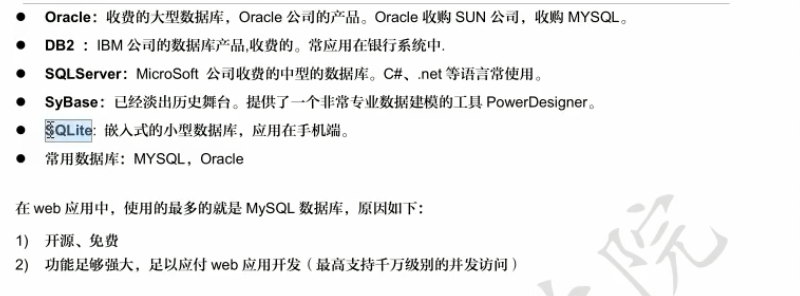 ● Oracle：收费的大型数据库，Oracle 公司的产品。Oracle 收购 SUN 公司，收购 MYSQL。
● DB2 ：IBM 公司的数据库产品,收费的。常应用在银行系统中.
● SQLServer：MicroSoft 公司收费的中型的数据库。C#、.net 等语言常使用。
● SyBase：已经淡出历史舞台。提供了一个非常专业数据建模的工具 PowerDesigner。
● SQLite: 嵌入式的小型数据库，应用在手机端。
● 常用数据库：MYSQL，Oracle
在 web 应用中，使用的最多的就是 MySQL 数据库，原因如下：
1) 开源、免费
2) 功能足够强大，足以应付 web 应用开发（最高支持千万级别的并发访问）
院